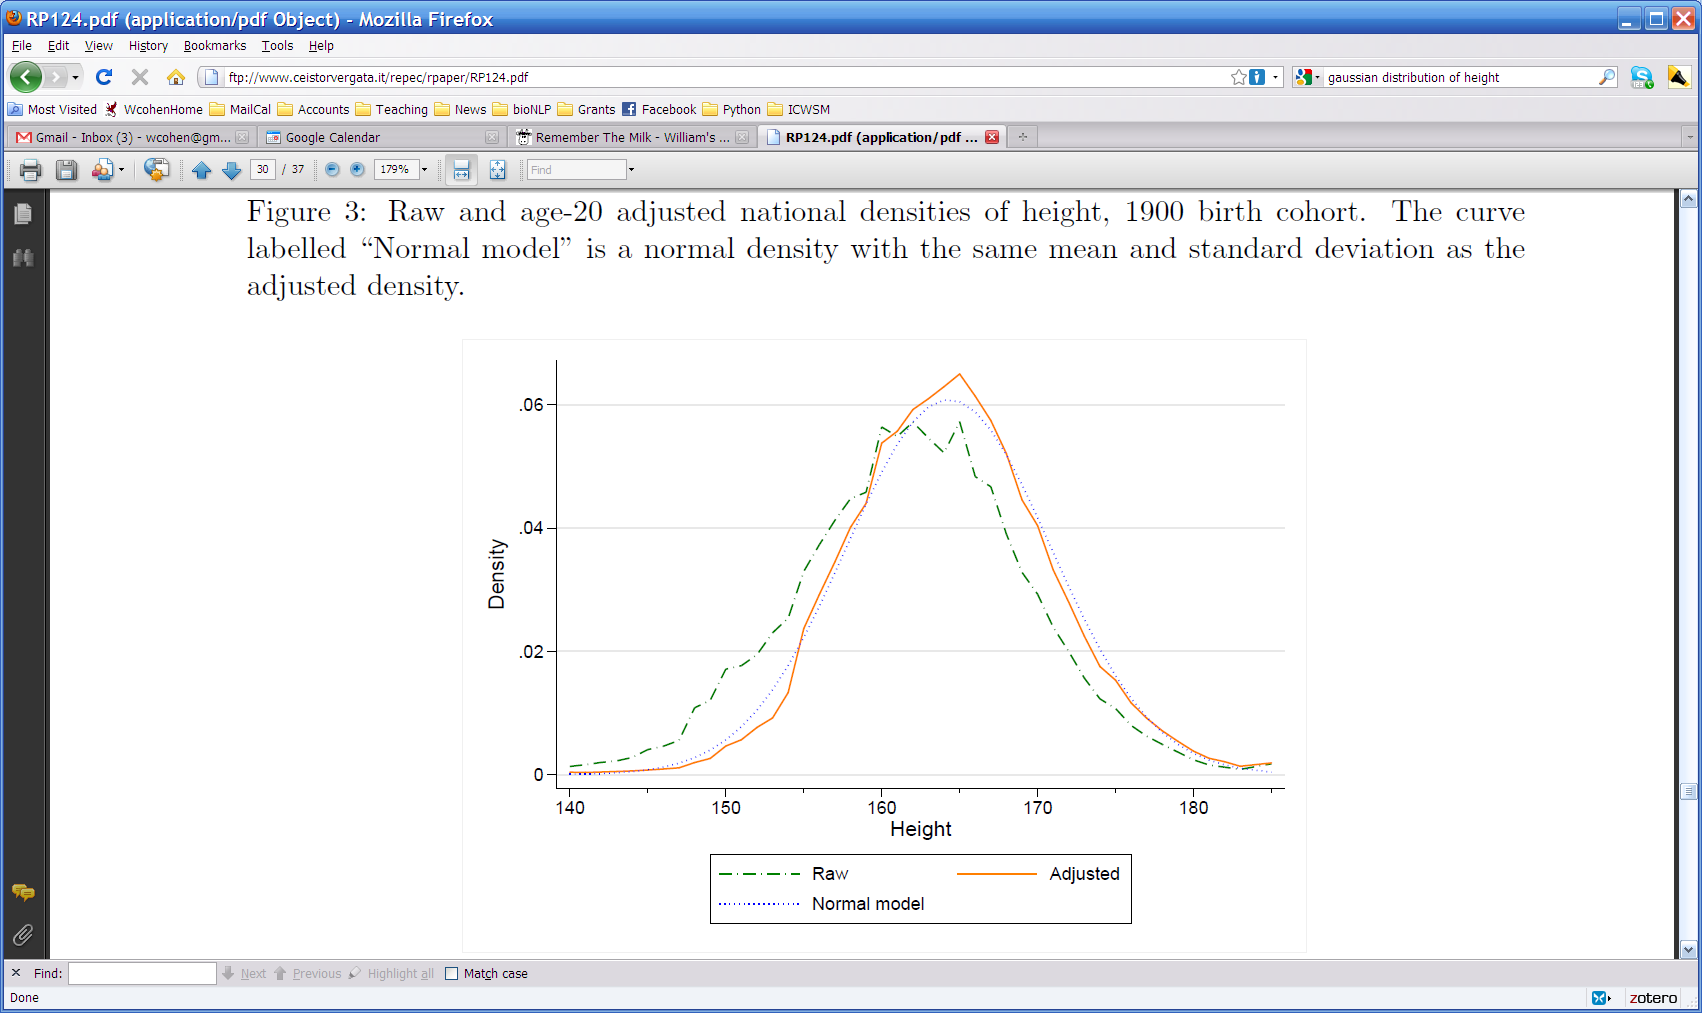 RP124.pdf (application/pdf Object) - Mozilla Firefox
File Edit View History Bookmarks Tools Help
ftp://www.ceistorvergata.it/repec/rpaper/RP124.pdf gaussian distribution of height
Most Visited WcohenHome MailCal Accounts Teaching News bioNLP Grants Facebook Python ICWSM
Gmail - Inbox (3) - wcohen@gm... Google Calendar Remember The Milk - William's ... RP124.pdf (application/pdf ...
30 / 37 179% Find
Figure 3: Raw and age-20 adjusted national densities of height, 1900 birth cohort. The curve
labelled “Normal model” is a normal density with the same mean and standard deviation as the
adjusted density.
.06
.04
.02
0
Density
140 150 160 170 180
Height
Raw Adjusted
Normal model
Find: Next Previous Highlight all Match case
Done zotero